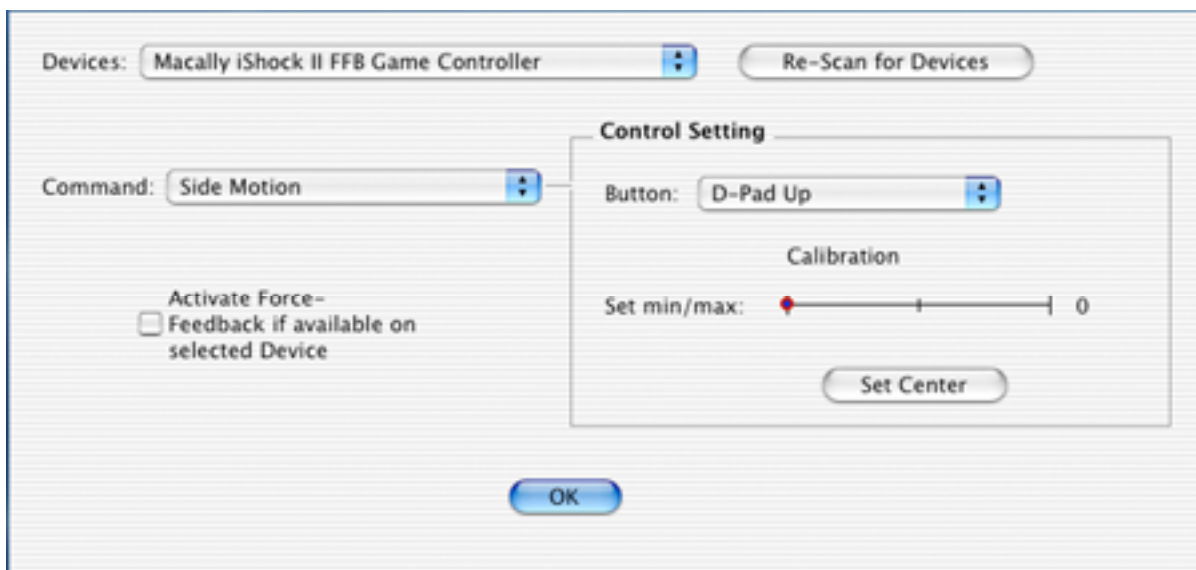 Devices: Macally iShock II FFB Game Controller Re-Scan for Devices
Control Setting
Command: Side Motion
Button: D-Pad Up
Calibration
Activate Force-
Feedback if available on
selected Device
Set min/max: 0
Set Center
OK